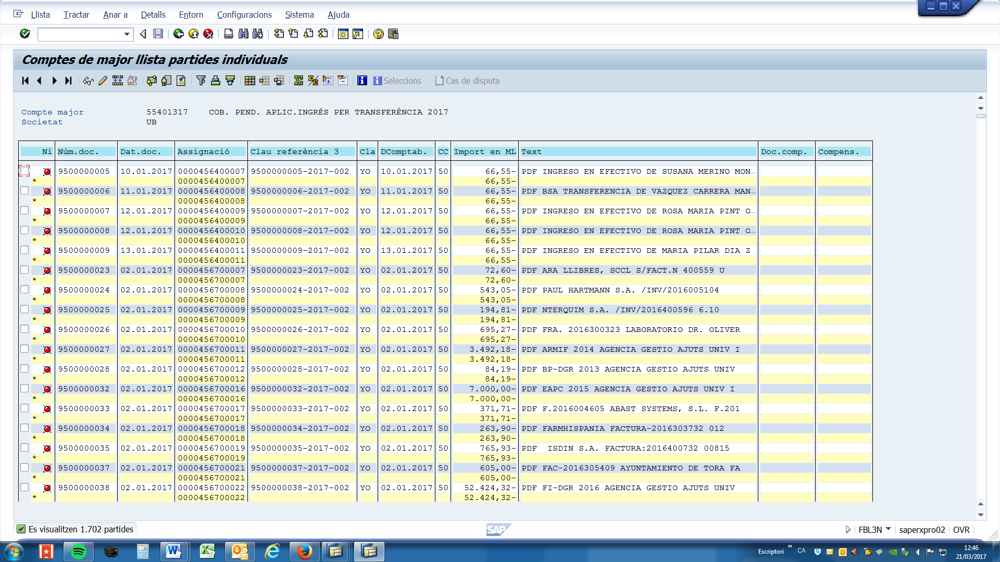 Llista Tractar Anar a Detalls Entorn Configuracions Sistema Ajuda
Comptes de major llista partides individuals
Seleccions Cas de disputa
Compte major 55401317 COB. PEND. APLIC.INGRÉS PER TRANSFERÈNCIA 2017
Societat UB
Ni Núm.doc. Dat.doc. Assignació Clau referència 3 Cla DComptab. CC Import en ML Text Doc.comp. Compens.
9500000005 10.01.2017 0000456400007 9500000005-2017-002 YO 10.01.2017 50 66,55- PDF INGRESO EN EFECTIVO DE SUSANA MERINO MON…
* 0000456400007 66,55-
9500000006 11.01.2017 0000456400008 9500000006-2017-002 YO 11.01.2017 50 66,55- PDF BSA TRANSFERENCIA DE VAZQUEZ CARRERA MAN…
* 0000456400008 66,55-
9500000007 12.01.2017 0000456400009 9500000007-2017-002 YO 12.01.2017 50 66,55- PDF INGRESO EN EFECTIVO DE ROSA MARIA PINT O…
* 0000456400009 66,55-
9500000008 12.01.2017 0000456400010 9500000008-2017-002 YO 12.01.2017 50 66,55- PDF INGRESO EN EFECTIVO DE ROSA MARIA PINT O…
* 0000456400010 66,55-
9500000009 13.01.2017 0000456400011 9500000009-2017-002 YO 13.01.2017 50 66,55- PDF INGRESO EN EFECTIVO DE MARIA PILAR DIA Z
* 0000456400011 66,55-
9500000023 02.01.2017 0000456700007 9500000023-2017-002 YO 02.01.2017 50 72,60- PDF ARA LLIBRES, SCCL S/FACT.N 400559 U
* 0000456700007 72,60-
9500000024 02.01.2017 0000456700008 9500000024-2017-002 YO 02.01.2017 50 543,05- PDF PAUL HARTMANN S.A. /INV/2016005104
* 0000456700008 543,05-
9500000025 02.01.2017 0000456700009 9500000025-2017-002 YO 02.01.2017 50 194,81- PDF NTERQUIM S.A. /INV/2016400596 6.10
* 0000456700009 194,81-
9500000026 02.01.2017 0000456700010 9500000026-2017-002 YO 02.01.2017 50 695,27- PDF FRA. 2016300323 LABORATORIO DR. OLIVER
* 0000456700010 695,27-
9500000027 02.01.2017 0000456700011 9500000027-2017-002 YO 02.01.2017 50 3.492,18- PDF ARMIF 2014 AGENCIA GESTIO AJUTS UNIV I
* 0000456700011 3.492,18-
9500000028 02.01.2017 0000456700012 9500000028-2017-002 YO 02.01.2017 50 84,19- PDF BP-DGR 2013 AGENCIA GESTIO AJUTS UNIV
* 0000456700012 84,19-
9500000032 02.01.2017 0000456700016 9500000032-2017-002 YO 02.01.2017 50 7.000,00- PDF EAPC 2015 AGENCIA GESTIO AJUTS UNIV I
* 0000456700016 7.000,00-
9500000033 02.01.2017 0000456700017 9500000033-2017-002 YO 02.01.2017 50 371,71- PDF F.2016004605 ABAST SYSTEMS, S.L. F.201
* 0000456700017 371,71-
9500000034 02.01.2017 0000456700018 9500000034-2017-002 YO 02.01.2017 50 263,90- PDF FARMHISPANIA FACTURA-2016303732 012
* 0000456700018 263,90-
9500000035 02.01.2017 0000456700019 9500000035-2017-002 YO 02.01.2017 50 765,93- PDF  ISDIN S.A. FACTURA:2016400732 00815
* 0000456700019 765,93-
9500000037 02.01.2017 0000456700021 9500000037-2017-002 YO 02.01.2017 50 605,00- PDF FAC-2016305409 AYUNTAMIENTO DE TORA FA
* 0000456700021 605,00-
9500000038 02.01.2017 0000456700022 9500000038-2017-002 YO 02.01.2017 50 52.424,32- PDF FI-DGR 2016 AGENCIA GESTIO AJUTS UNIV
* 0000456700022 52.424,32-
Es visualitzen 1.702 partides SAP FBL3N saperxpro02 OVR
Escriptori CA 12:46
21/03/2017